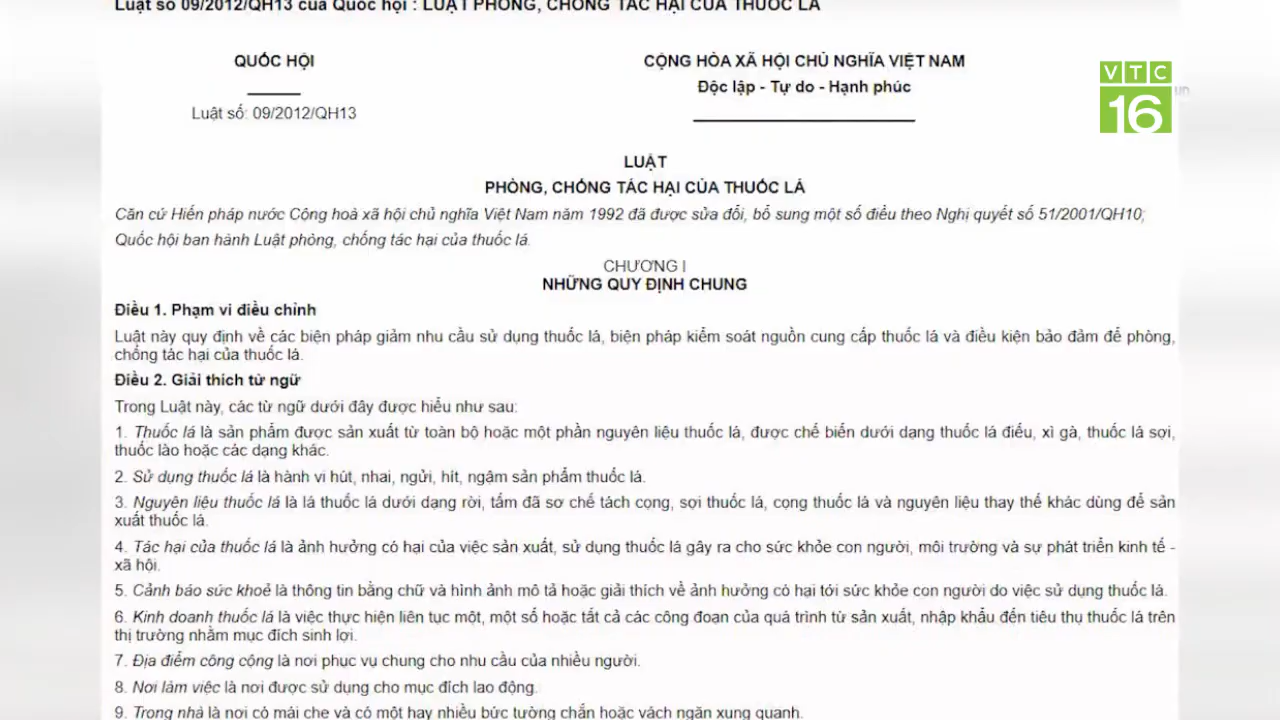 Luật số 09/2012/QH13 của Quốc hội : LUẬT PHÒNG, CHỐNG TÁC HẠI CỦA THUỐC LÁ
QUỐC HỘI
CỘNG HÒA XÃ HỘI CHỦ NGHĨA VIỆT NAM
Độc lập - Tự do - Hạnh phúc
Luật số: 09/2012/QH13
VTC
16
LUẬT
PHÒNG, CHỐNG TÁC HẠI CỦA THUỐC LÁ
Căn cứ Hiến pháp nước Cộng hoà xã hội chủ nghĩa Việt Nam năm 1992 đã được sửa đổi, bổ sung một số điều theo Nghị quyết số 51/2001/QH10;
Quốc hội ban hành Luật phòng, chống tác hại của thuốc lá.
CHƯƠNG I
NHỮNG QUY ĐỊNH CHUNG
Điều 1. Phạm vi điều chỉnh
Luật này quy định về các biện pháp giảm nhu cầu sử dụng thuốc lá, biện pháp kiểm soát nguồn cung cấp thuốc lá và điều kiện bảo đảm để phòng,
chống tác hại của thuốc lá.
Điều 2. Giải thích từ ngữ
Trong Luật này, các từ ngữ dưới đây được hiểu như sau:
1. Thuốc lá là sản phẩm được sản xuất từ toàn bộ hoặc một phần nguyên liệu thuốc lá, được chế biến dưới dạng thuốc lá điếu, xì gà, thuốc lá sợi,
thuốc lào hoặc các dạng khác.
2. Sử dụng thuốc lá là hành vi hút, nhai, ngửi, hít, ngậm sản phẩm thuốc lá.
3. Nguyên liệu thuốc lá là lá thuốc lá dưới dạng rời, tấm đã sơ chế tách cọng, sợi thuốc lá, cọng thuốc lá và nguyên liệu thay thế khác dùng để sản
xuất thuốc lá.
4. Tác hại của thuốc lá là ảnh hưởng có hại của việc sản xuất, sử dụng thuốc lá gây ra cho sức khỏe con người, môi trường và sự phát triển kinh tế -
xã hội.
5. Cảnh báo sức khoẻ là thông tin bằng chữ và hình ảnh mô tả hoặc giải thích về ảnh hưởng có hại tới sức khỏe con người do việc sử dụng thuốc lá.
6. Kinh doanh thuốc lá là việc thực hiện liên tục một, một số hoặc tất cả các công đoạn của quá trình từ sản xuất, nhập khẩu đến tiêu thụ thuốc lá trên
thị trường nhằm mục đích sinh lợi.
7. Địa điểm công cộng là nơi phục vụ chung cho nhu cầu của nhiều người.
8. Nơi làm việc là nơi được sử dụng cho mục đích lao động.
9. Trong nhà là nơi có mái che và có một hay nhiều bức tường chắn hoặc vách ngăn xung quanh.